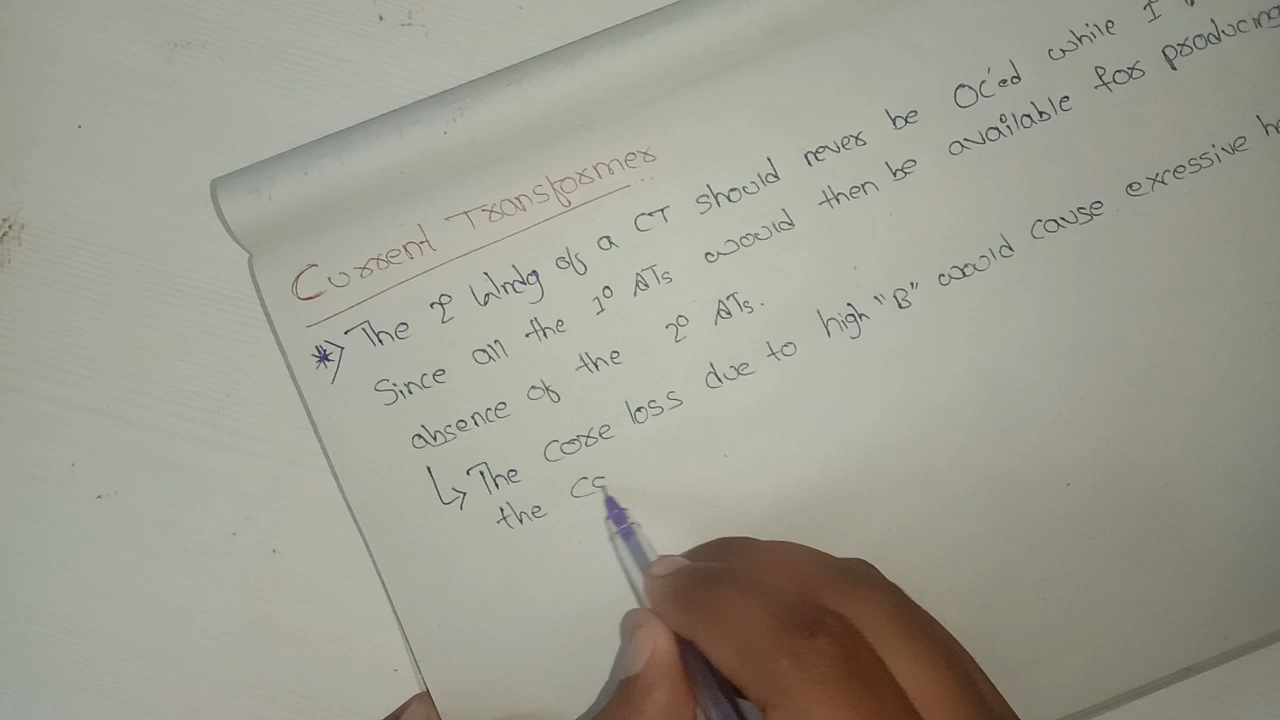 Current Transformer
*) The 2° Wndg of a CT should never be OC'ed while I
Since all the 1° ATs would then be available for producing
absence of the 2° ATs.
↳ The core loss due to high "B" would cause excessive
the